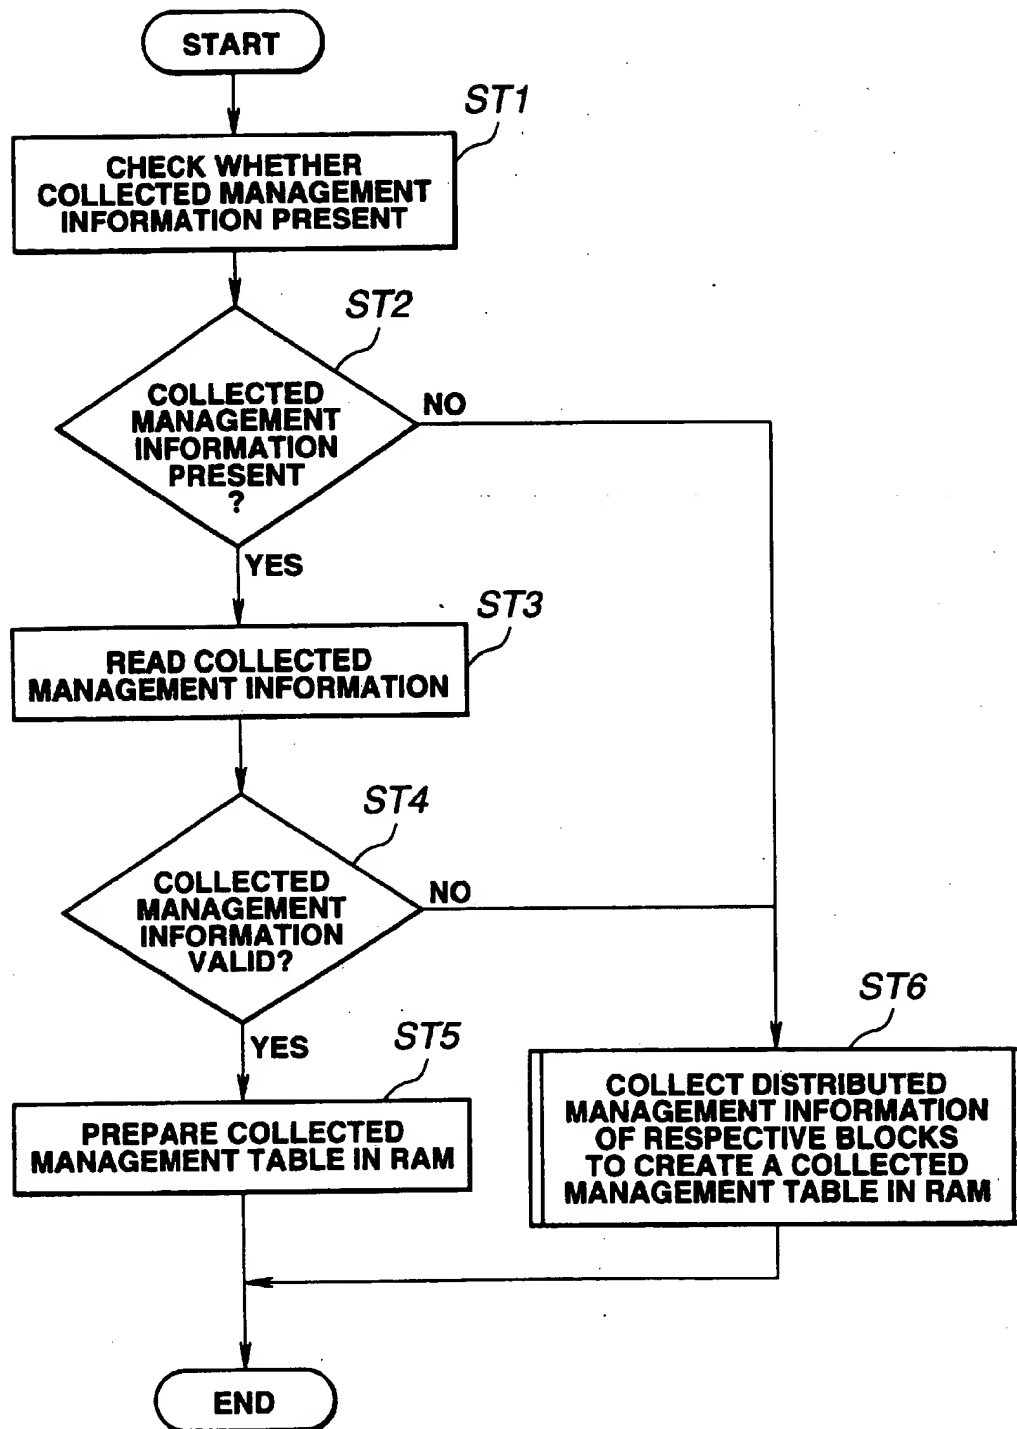 START
ST1
CHECK WHETHER
COLLECTED MANAGEMENT
INFORMATION PRESENT
ST2
COLLECTED
MANAGEMENT
INFORMATION
PRESENT
?
NO
YES
ST3
READ COLLECTED
MANAGEMENT INFORMATION
ST4
COLLECTED
MANAGEMENT
INFORMATION
VALID?
NO
YES
ST5
PREPARE COLLECTED
MANAGEMENT TABLE IN RAM
ST6
COLLECT DISTRIBUTED
MANAGEMENT INFORMATION
OF RESPECTIVE BLOCKS
TO CREATE A COLLECTED
MANAGEMENT TABLE IN RAM
END